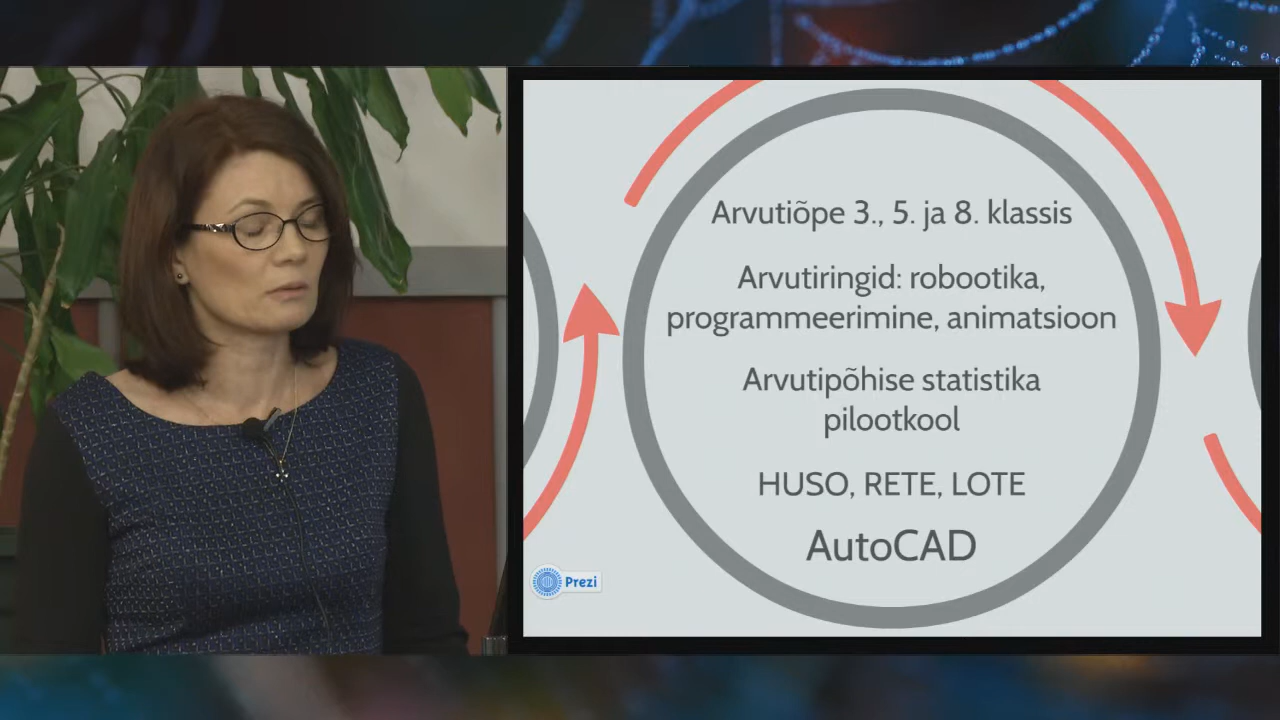 Arvutiõpe 3., 5. ja 8. klassis
Arvutiringid: robootika,
programmeerimine, animatsioon
Arvutipõhise statistika
pilootkool
HUSO, RETE, LOTE
AutoCAD
Prezi